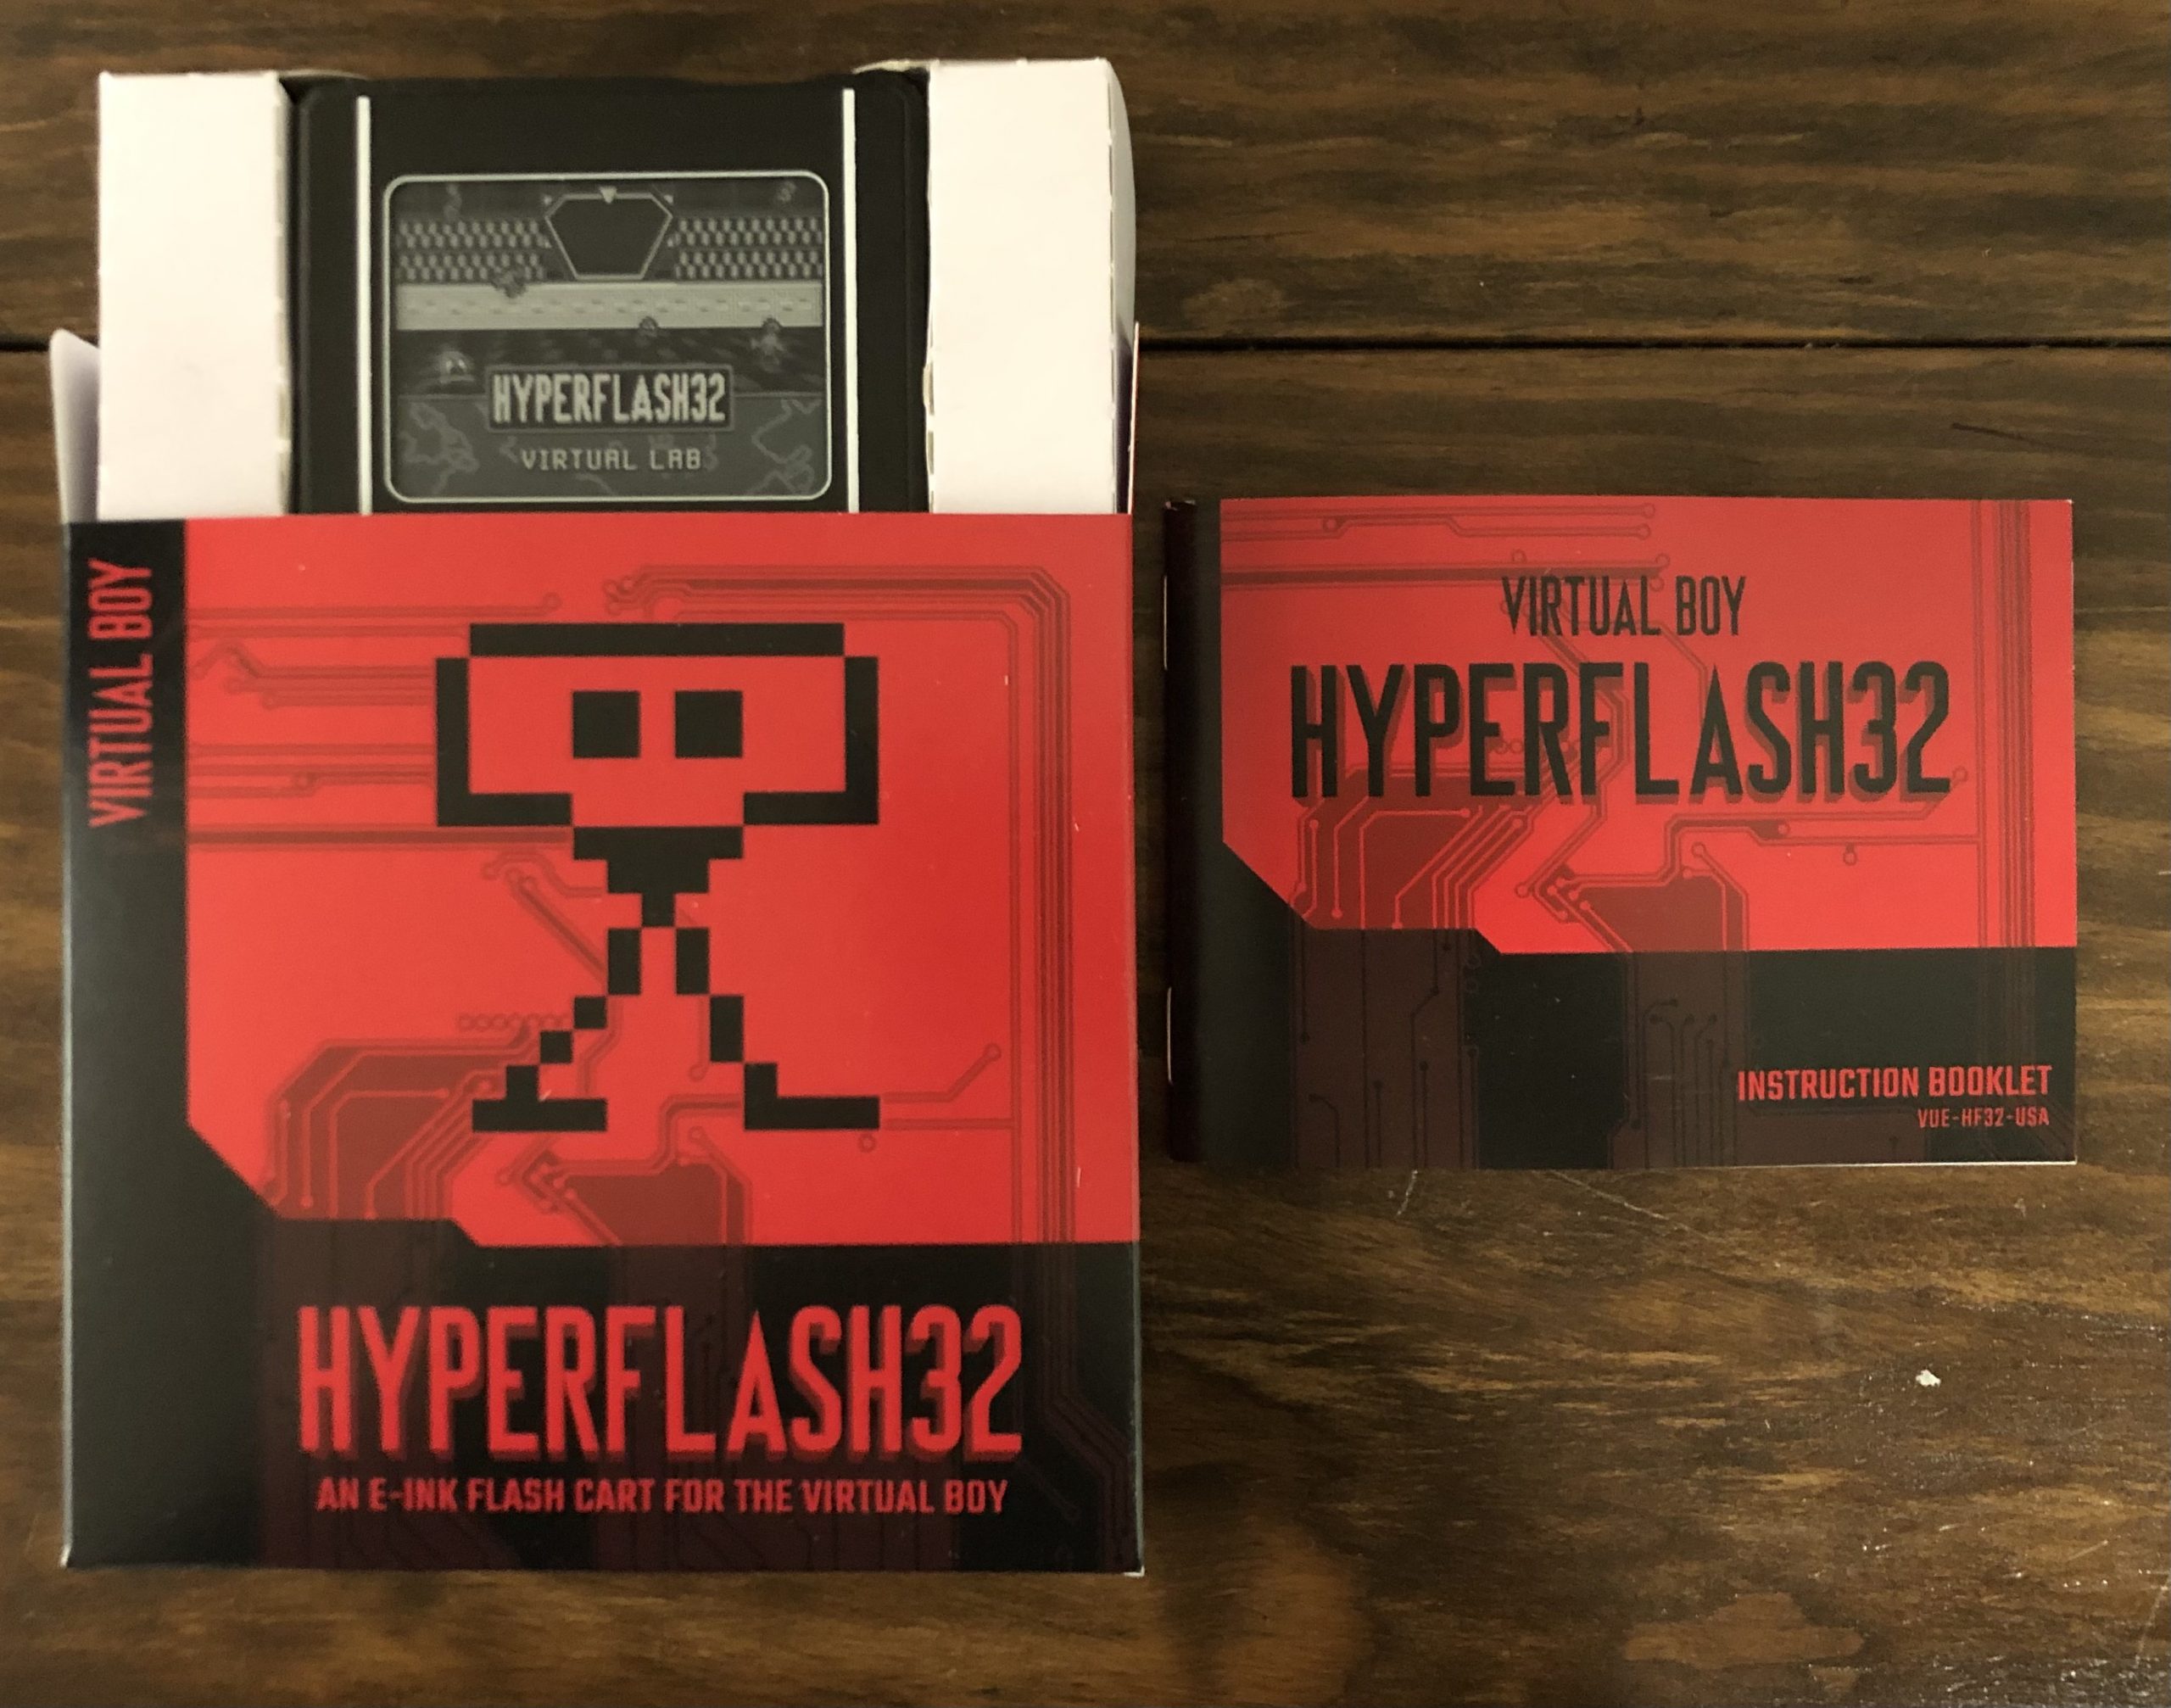 HYPERFLASH32
VIRTUAL LAB
VIRTUAL BOY
HYPERFLASH32
AN E-INK FLASH CART FOR THE VIRTUAL BOY
VIRTUAL BOY
HYPERFLASH32
INSTRUCTION BOOKLET
VUE-HF32-USA